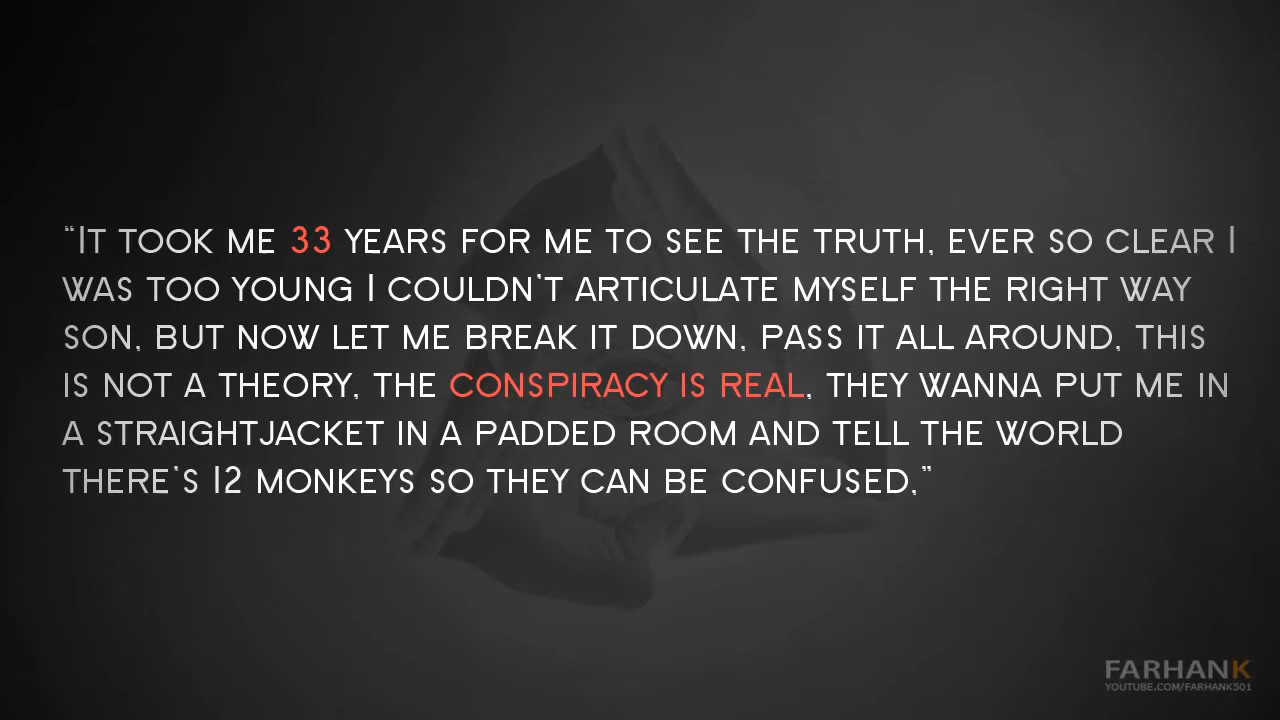 “IT TOOK ME 33 YEARS FOR ME TO SEE THE TRUTH, EVER SO CLEAR I
WAS TOO YOUNG I COULDN'T ARTICULATE MYSELF THE RIGHT WAY
SON, BUT NOW LET ME BREAK IT DOWN, PASS IT ALL AROUND, THIS
IS NOT A THEORY, THE CONSPIRACY IS REAL, THEY WANNA PUT ME IN
A STRAIGHTJACKET IN A PADDED ROOM AND TELL THE WORLD
THERE'S 12 MONKEYS SO THEY CAN BE CONFUSED,”
FARHANK
YOUTUBE.COM/FARHANK501